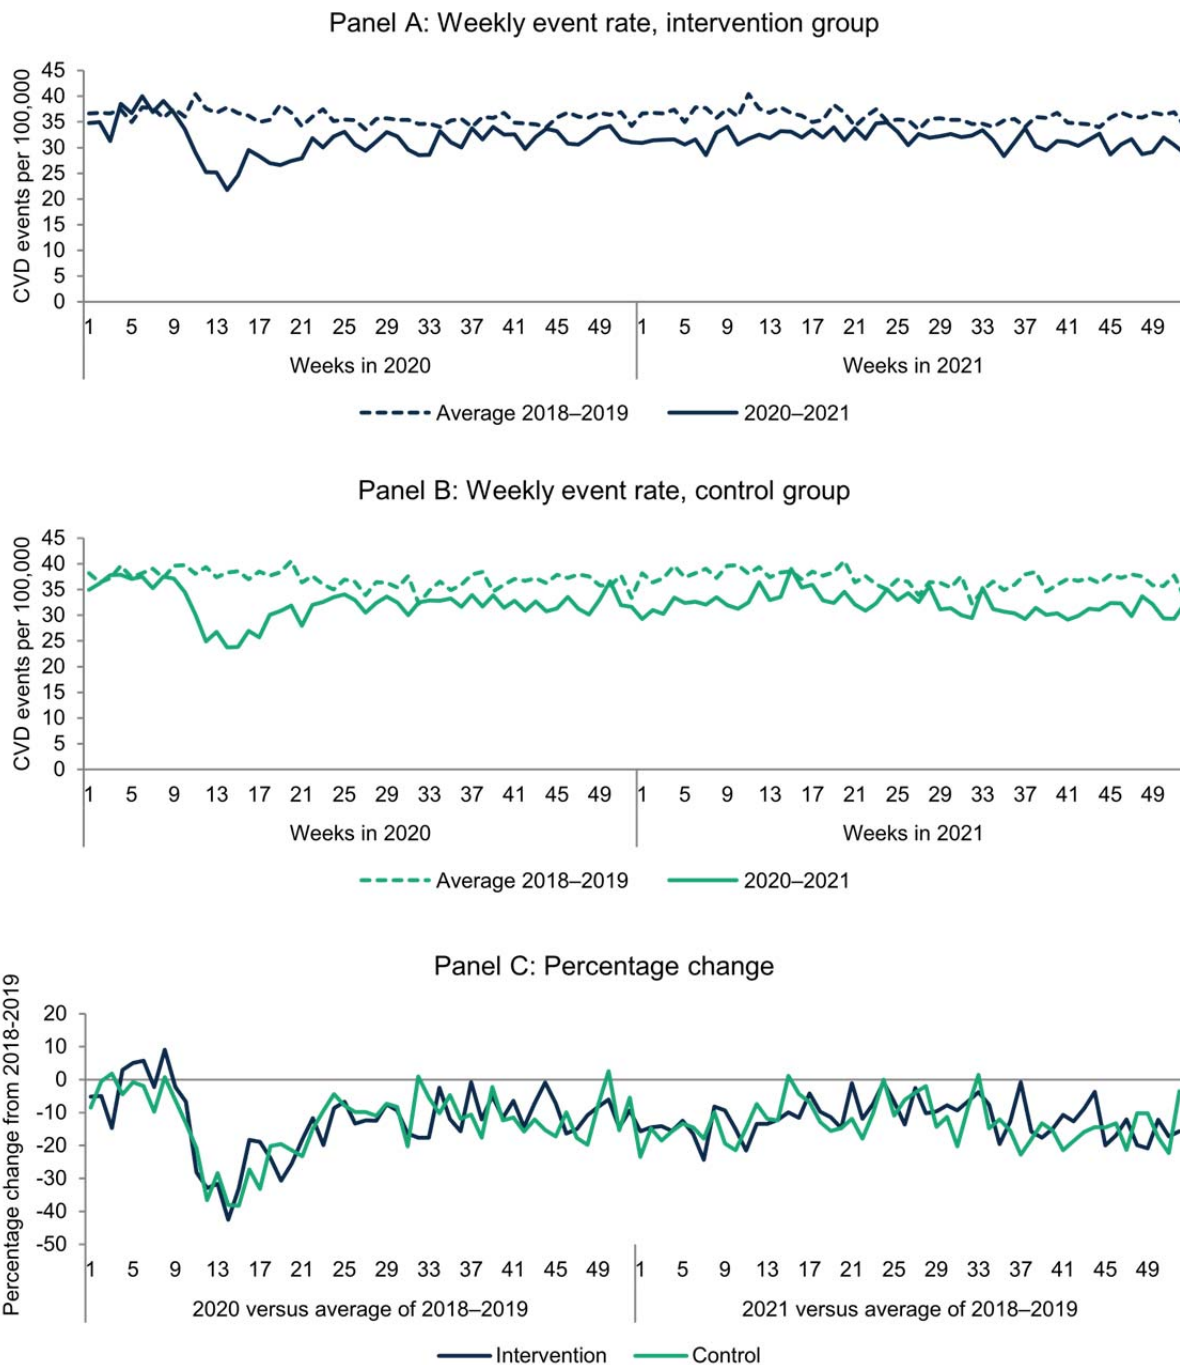 Panel A: Weekly event rate, intervention group
CVD events per 100,000
45
40
35
30
25
20
15
10
5
0
1 5 9 13 17 21 25 29 33 37 41 45 49 1 5 9 13 17 21 25 29 33 37 41 45 49
Weeks in 2020 Weeks in 2021
Average 2018–2019 2020–2021
Panel B: Weekly event rate, control group
CVD events per 100,000
45
40
35
30
25
20
15
10
5
0
1 5 9 13 17 21 25 29 33 37 41 45 49 1 5 9 13 17 21 25 29 33 37 41 45 49
Weeks in 2020 Weeks in 2021
Average 2018–2019 2020–2021
Panel C: Percentage change
Percentage change from 2018-2019
20
10
0
-10
-20
-30
-40
-50
1 5 9 13 17 21 25 29 33 37 41 45 49 1 5 9 13 17 21 25 29 33 37 41 45 49
2020 versus average of 2018–2019 2021 versus average of 2018–2019
Intervention Control